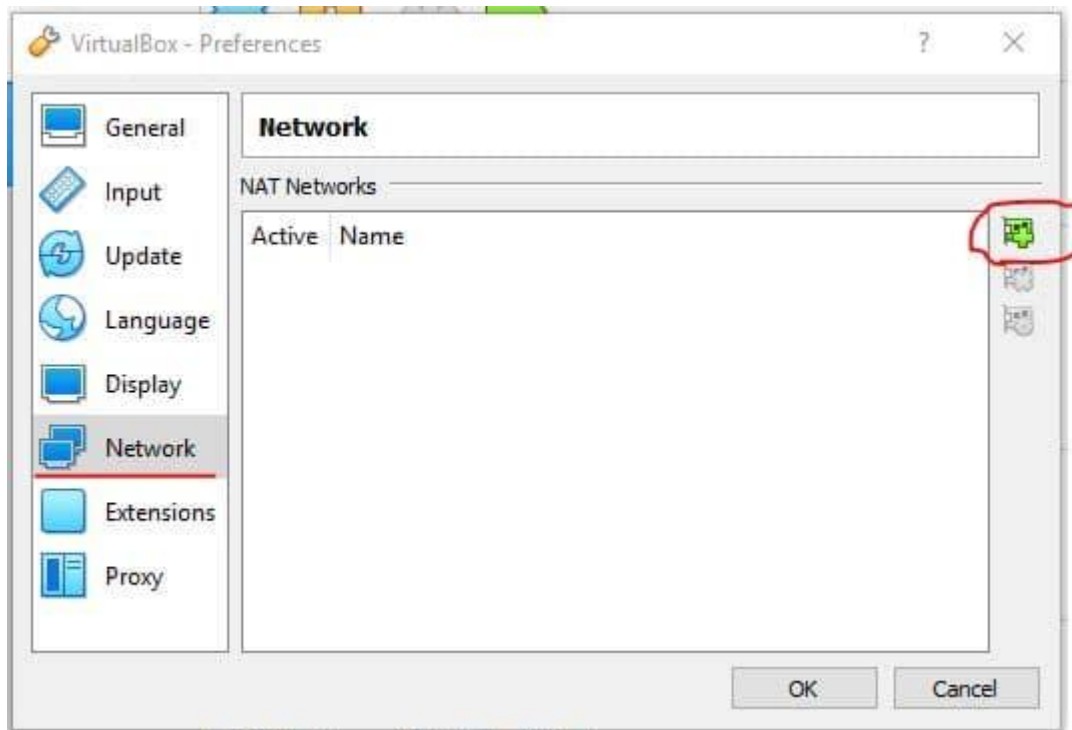 VirtualBox - Preferences
?
General
Input
Update
Language
Display
Network
Extensions
Proxy
Network
NAT Networks
Active Name
OK
Cancel